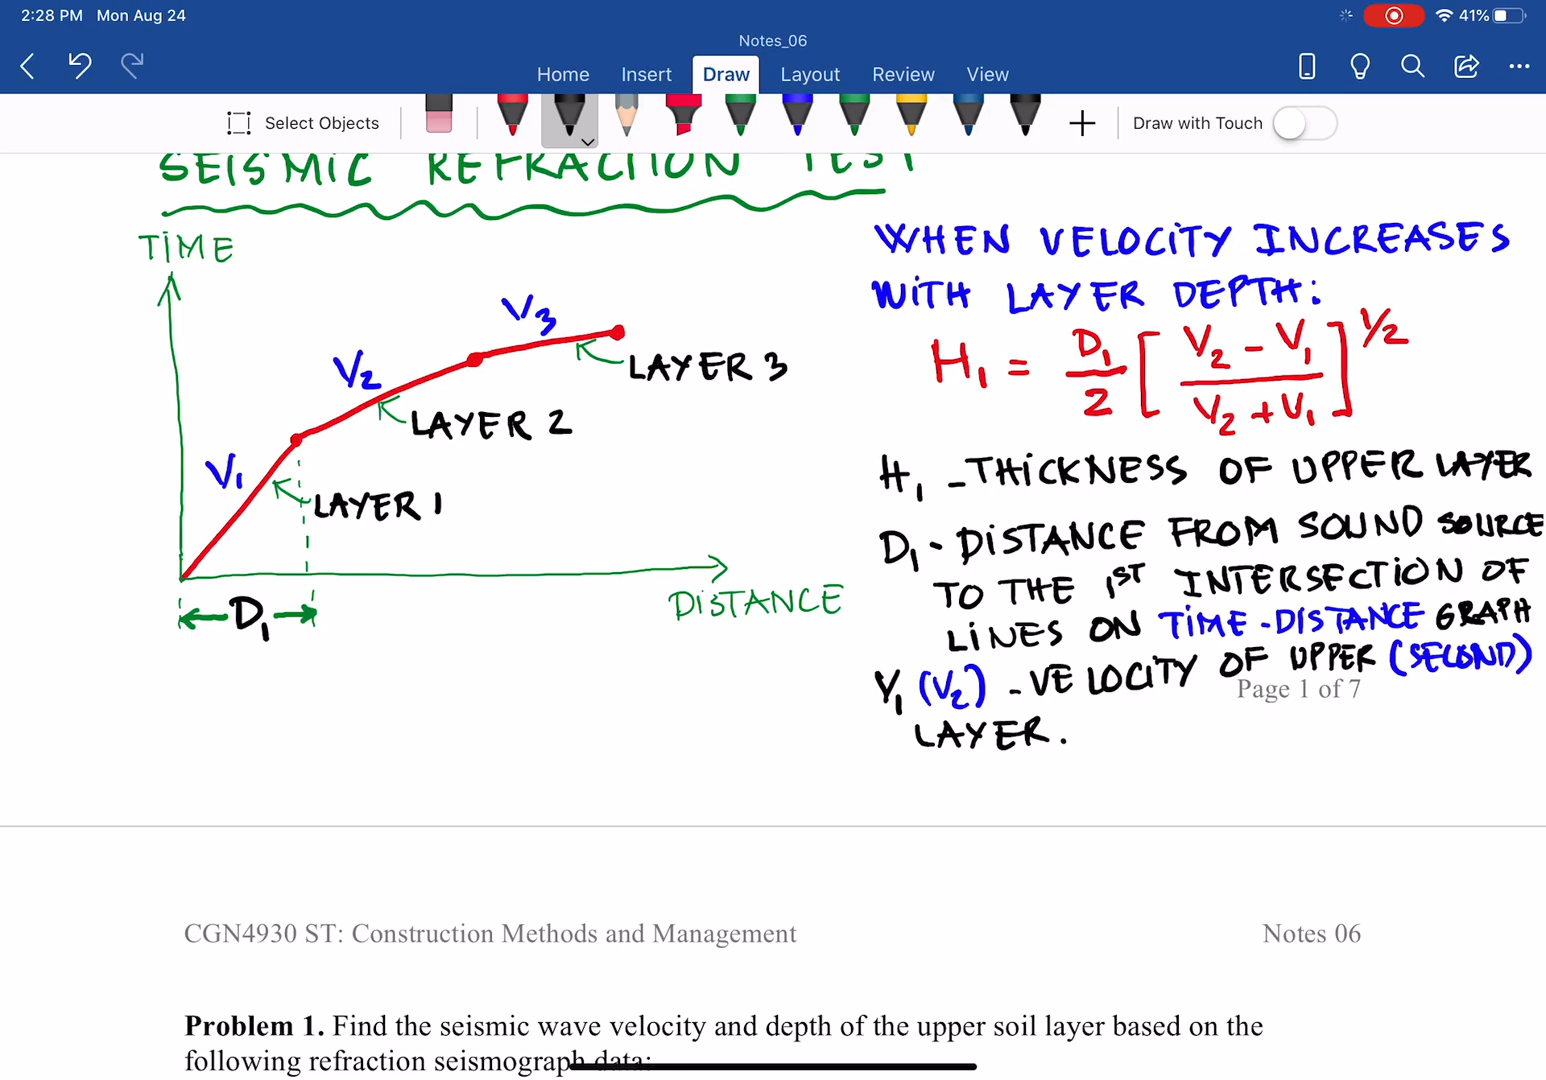 2:28 PM Mon Aug 24
41%
Notes_06
Home Insert Draw Layout Review View
Select Objects
Draw with Touch
SEISMIC REFRACTION TEST
TIME
V3
LAYER 3
V2
LAYER 2
V1
LAYER 1
DISTANCE
D1
WHEN VELOCITY INCREASES
WITH LAYER DEPTH:
H1 = D1/2 [ (V2 - V1) / (V2 + V1) ]^1/2
H1 - THICKNESS OF UPPER LAYER
D1 - DISTANCE FROM SOUND SOURCE
TO THE 1ST INTERSECTION OF
LINES ON TIME-DISTANCE GRAPH
V1 (V2) - VELOCITY OF UPPER (SECOND)
Page 1 of 7
LAYER.
CGN4930 ST: Construction Methods and Management
Notes 06
Problem 1. Find the seismic wave velocity and depth of the upper soil layer based on the
following refraction seismograph data: